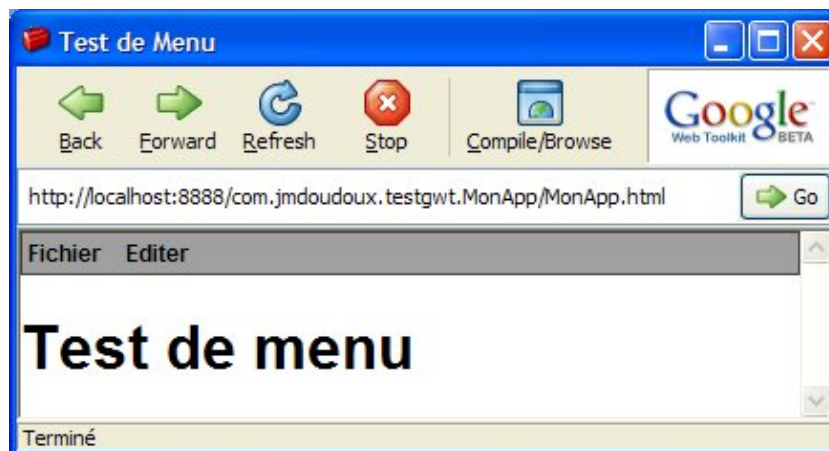 Test de Menu
Back Forward Refresh Stop Compile/Browse
Google
Web Toolkit BETA
http://localhost:8888/com.jmdoudoux.testgwt.MonApp/MonApp.html Go
Fichier Editer
Test de menu
Terminé